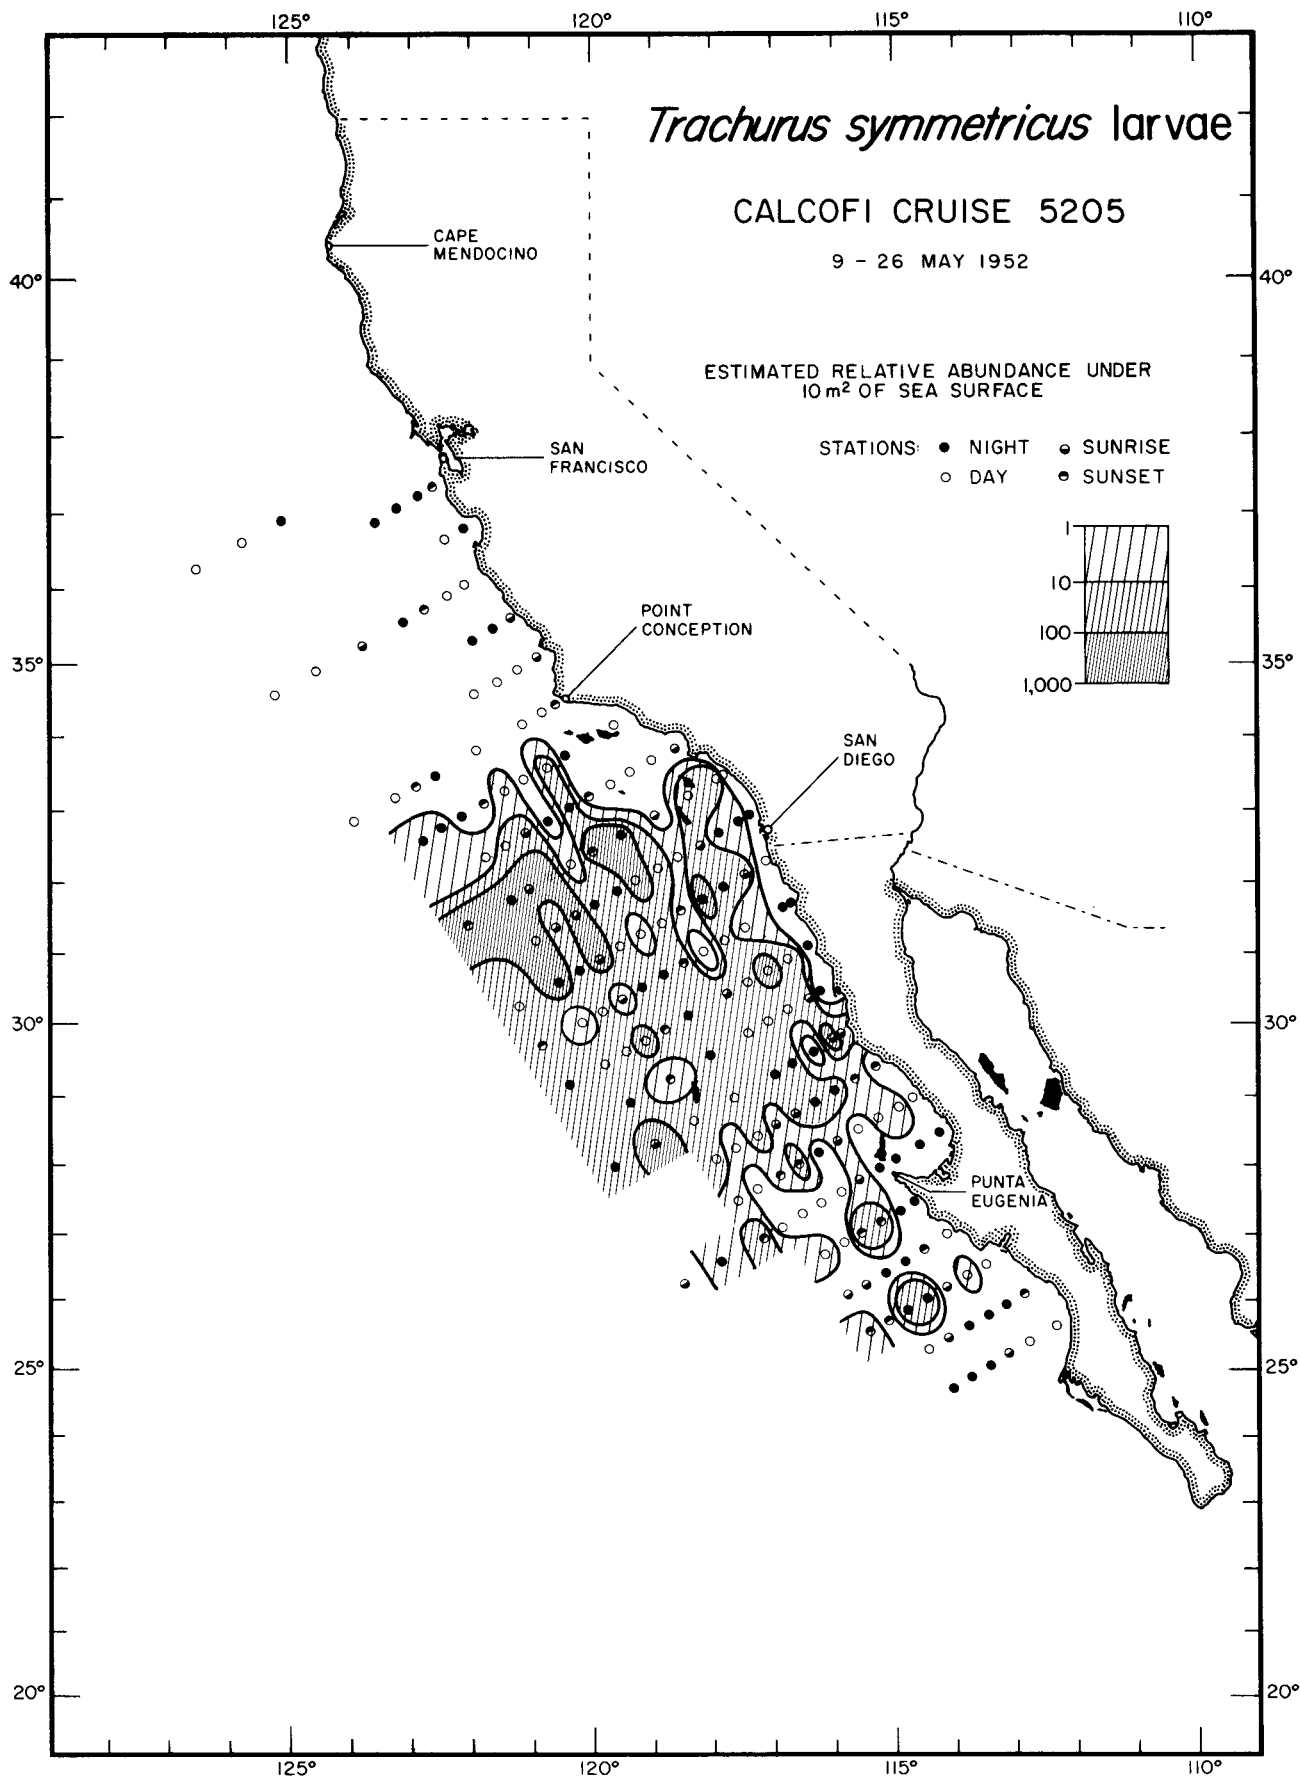 125° 120° 115° 110°
Trachurus symmetricus larvae
CALCOFI CRUISE 5205
9 – 26 MAY 1952
CAPE
MENDOCINO
40° 40°
ESTIMATED RELATIVE ABUNDANCE UNDER
10 m² OF SEA SURFACE
STATIONS: ● NIGHT SUNRISE
○ DAY SUNSET
SAN
FRANCISCO
1
10
100
1,000
POINT
CONCEPTION
35° 35°
SAN
DIEGO
30° 30°
PUNTA
EUGENIA
25° 25°
20° 20°
125° 120° 115° 110°